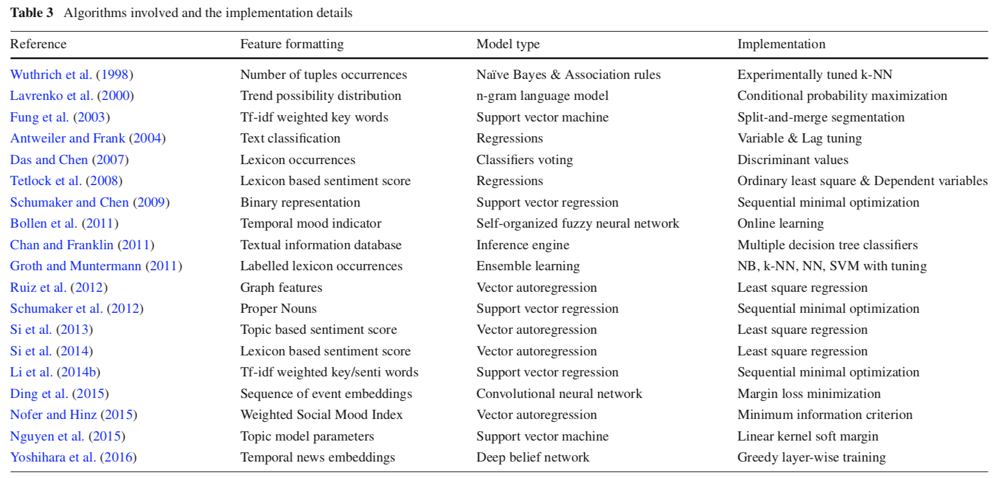 Table 3 Algorithms involved and the implementation details
Reference Feature formatting Model type Implementation
Wuthrich et al. (1998) Number of tuples occurrences Naïve Bayes & Association rules Experimentally tuned k-NN
Lavrenko et al. (2000) Trend possibility distribution n-gram language model Conditional probability maximization
Fung et al. (2003) Tf-idf weighted key words Support vector machine Split-and-merge segmentation
Antweiler and Frank (2004) Text classification Regressions Variable & Lag tuning
Das and Chen (2007) Lexicon occurrences Classifiers voting Discriminant values
Tetlock et al. (2008) Lexicon based sentiment score Regressions Ordinary least square & Dependent variables
Schumaker and Chen (2009) Binary representation Support vector regression Sequential minimal optimization
Bollen et al. (2011) Temporal mood indicator Self-organized fuzzy neural network Online learning
Chan and Franklin (2011) Textual information database Inference engine Multiple decision tree classifiers
Groth and Muntermann (2011) Labelled lexicon occurrences Ensemble learning NB, k-NN, NN, SVM with tuning
Ruiz et al. (2012) Graph features Vector autoregression Least square regression
Schumaker et al. (2012) Proper Nouns Support vector regression Sequential minimal optimization
Si et al. (2013) Topic based sentiment score Vector autoregression Least square regression
Si et al. (2014) Lexicon based sentiment score Vector autoregression Least square regression
Li et al. (2014b) Tf-idf weighted key/senti words Support vector regression Sequential minimal optimization
Ding et al. (2015) Sequence of event embeddings Convolutional neural network Margin loss minimization
Nofer and Hinz (2015) Weighted Social Mood Index Vector autoregression Minimum information criterion
Nguyen et al. (2015) Topic model parameters Support vector machine Linear kernel soft margin
Yoshihara et al. (2016) Temporal news embeddings Deep belief network Greedy layer-wise training